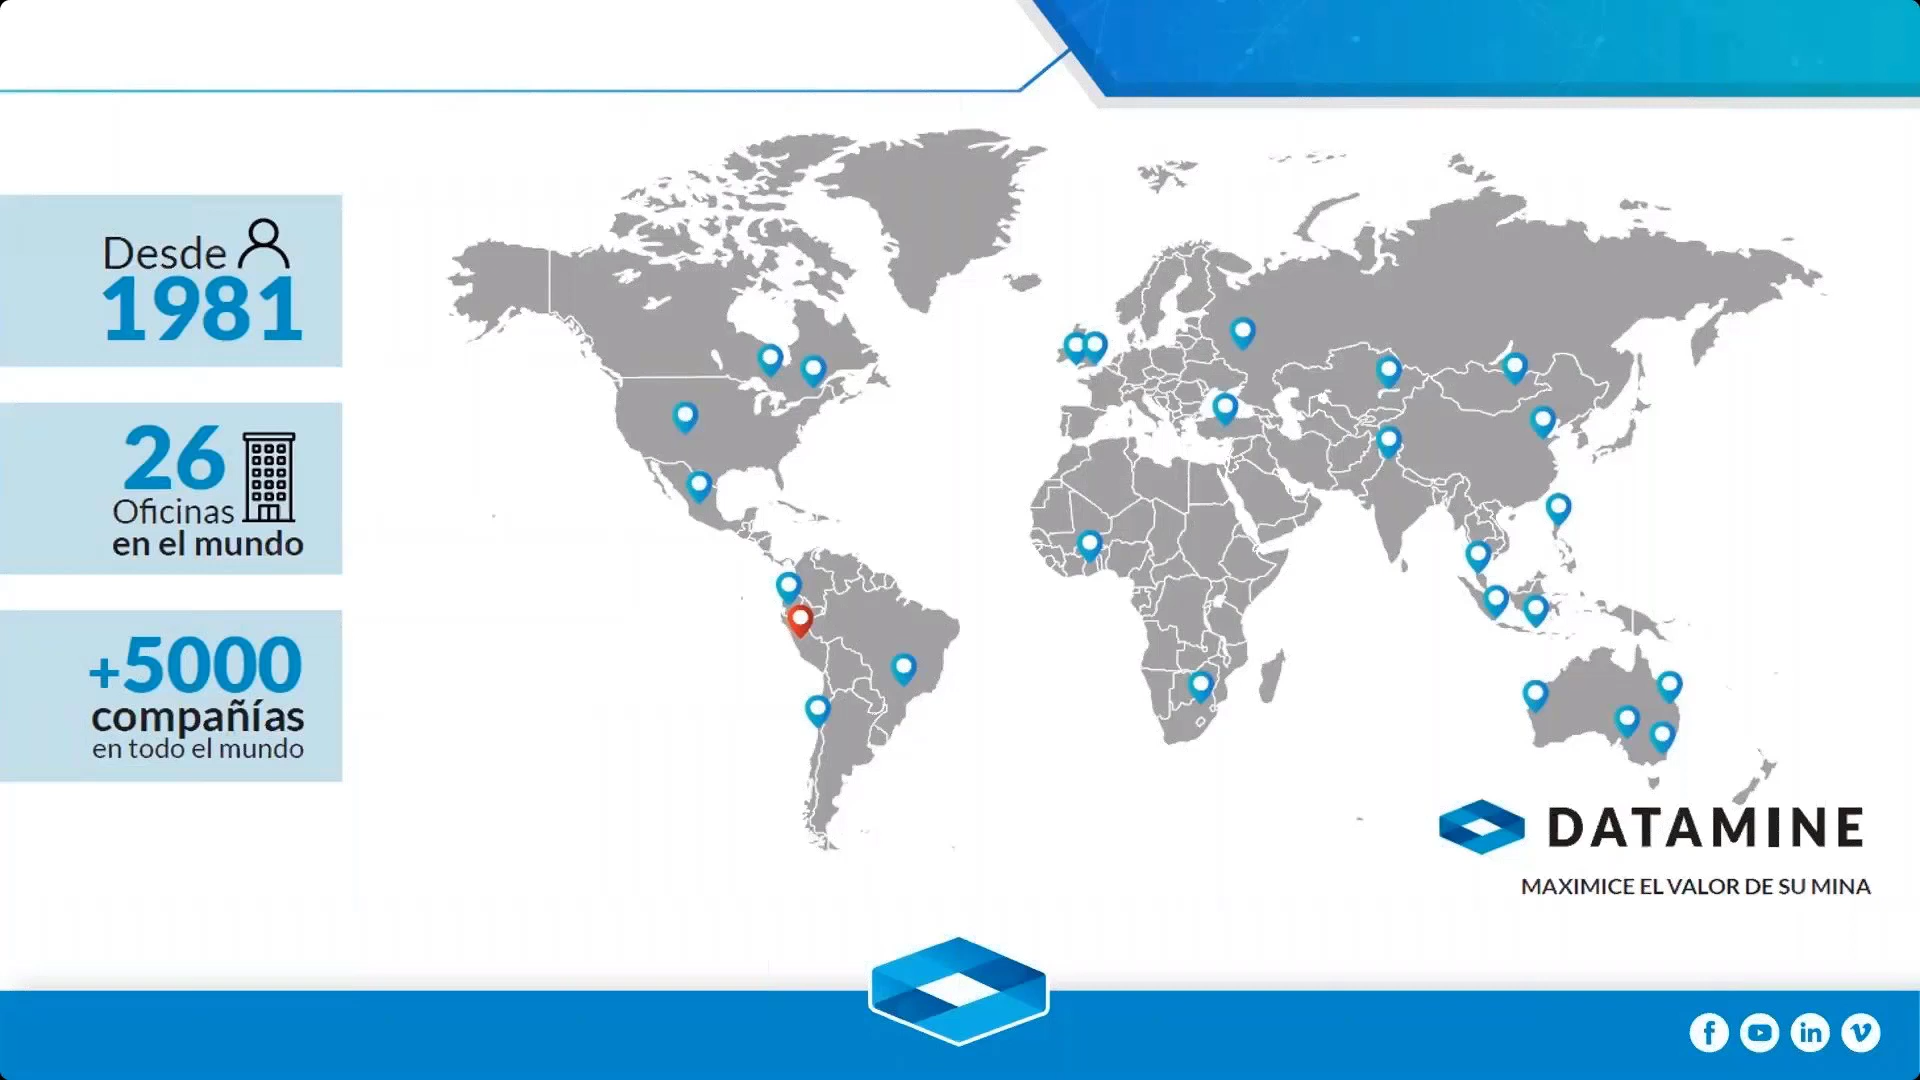 Desde
1981
26
Oficinas
en el mundo
+5000
compañías
en todo el mundo
DATAMINE
MAXIMICE EL VALOR DE SU MINA